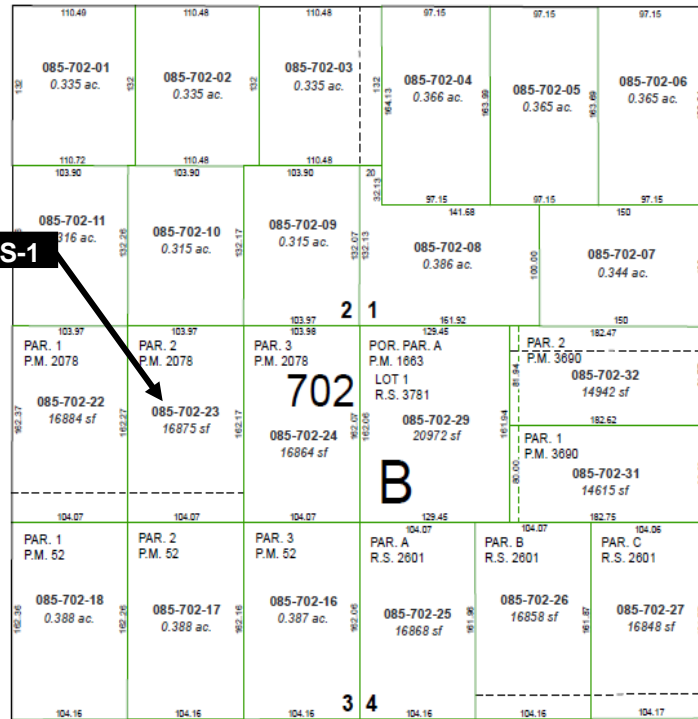 110.49 110.48 110.48 97.15 97.15 97.15
132 132 132 132 164.13 163.99 163.69
085-702-01
0.335 ac.
085-702-02
0.335 ac.
085-702-03
0.335 ac.
085-702-04
0.366 ac.
085-702-05
0.365 ac.
085-702-06
0.365 ac.
110.72 110.48 110.48
103.90 103.90 103.90 20
32.13
97.15 97.15 97.15
141.68 150
085-702-11
316 ac.
132.26
085-702-10
0.315 ac.
132.17
085-702-09
0.315 ac.
132.07 132.13
085-702-08
0.386 ac.
100.00
085-702-07
0.344 ac.
S-1
103.97 2 1 161.92 150
103.97 103.97 103.98 129.45 182.47
PAR. 1
P.M. 2078
085-702-22
16884 sf
162.37 162.27
PAR. 2
P.M. 2078
085-702-23
16875 sf
162.17
PAR. 3
P.M. 2078
702
085-702-24
16864 sf
162.07 162.06
POR. PAR. A
P.M. 1663
LOT 1
R.S. 3781
085-702-29
20972 sf
161.94
B
PAR. 2
P.M. 3690
81.94
085-702-32
14942 sf
182.62
PAR. 1
P.M. 3690
80.00
085-702-31
14615 sf
104.07 104.07 104.07 129.45 182.75
104.07 104.07 104.06
PAR. 1
P.M. 52
085-702-18
0.388 ac.
162.36 162.26
PAR. 2
P.M. 52
085-702-17
0.388 ac.
162.16
PAR. 3
P.M. 52
085-702-16
0.387 ac.
162.06
PAR. A
R.S. 2601
085-702-25
16868 sf
161.96
PAR. B
R.S. 2601
085-702-26
16858 sf
161.87
PAR. C
R.S. 2601
085-702-27
16848 sf
104.16 104.16 104.16 3 4 104.16 104.16 104.17